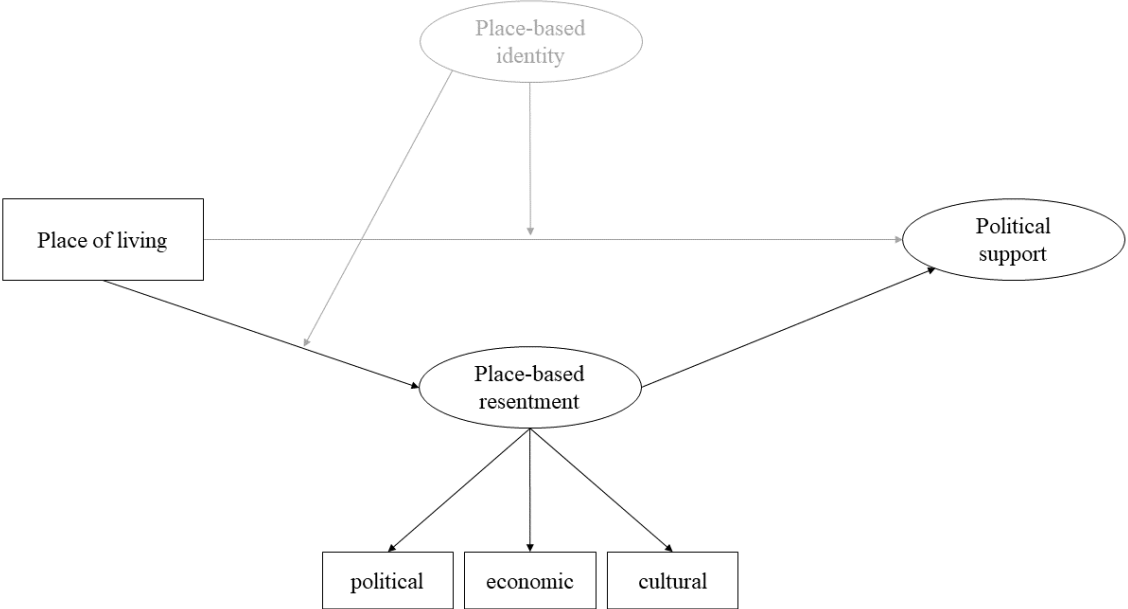 Place-based
identity
Place of living
Political
support
Place-based
resentment
political
economic
cultural